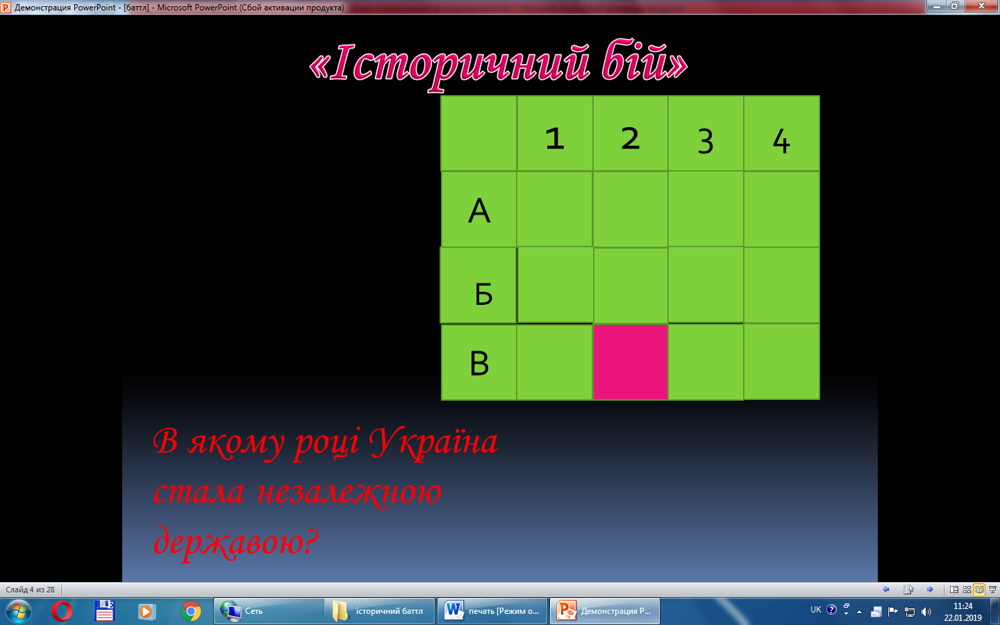 Демонстрация PowerPoint - [баттл] - Microsoft PowerPoint (Сбой активации продукта)
«Історичний бій»
1 2 3 4
А
Б
В
В якому році Україна
стала незалежною
державою?
Слайд 4 из 28
Сеть
історичний баттл
печать [Режим о...
Демонстрация P...
UK
11:24
22.01.2019